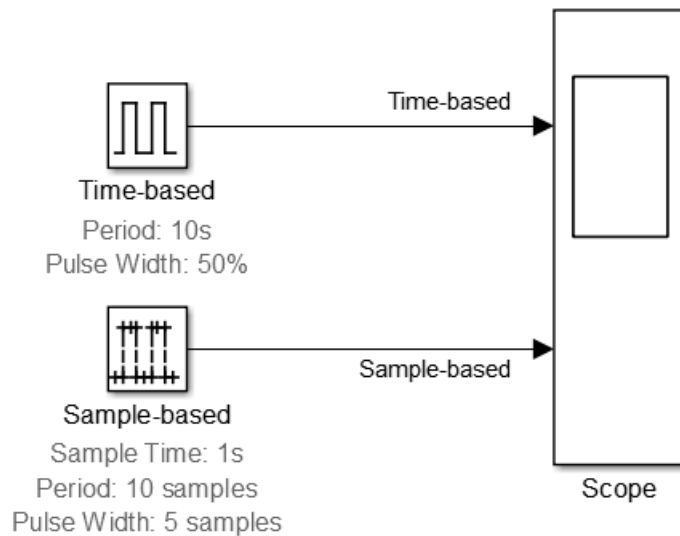 Time-based
Time-based
Period: 10s
Pulse Width: 50%
Sample-based
Sample-based
Sample Time: 1s
Period: 10 samples
Pulse Width: 5 samples
Scope